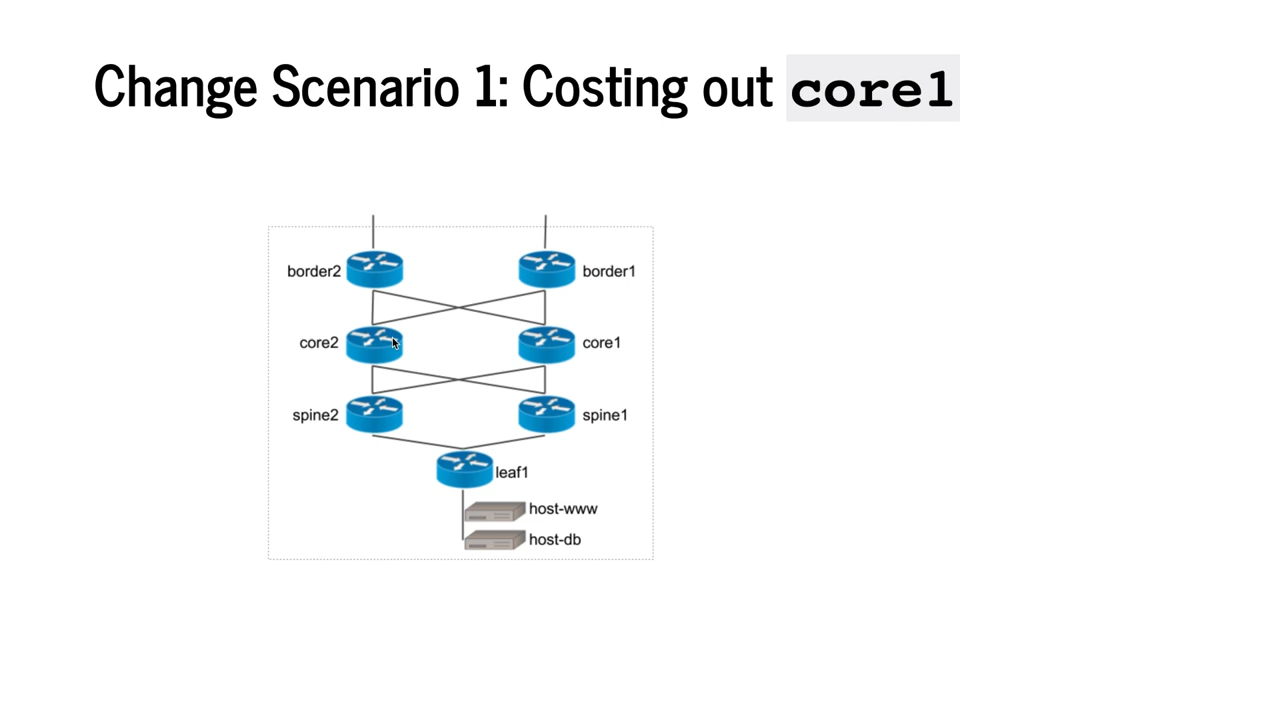 Change Scenario 1: Costing out core1
border2
border1
core2
core1
spine2
spine1
leaf1
host-www
host-db